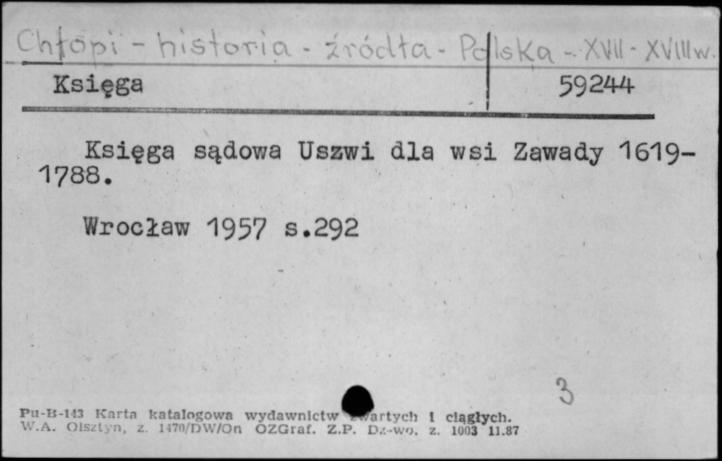 Chłopi - historia - źródła - Polska - XVII - XVIII w.
Księga 59244
Księga sądowa Uszwi dla wsi Zawady 1619-
1788.
Wrocław 1957 s.292
3
Pu-B-143 Karta katalogowa wydawnictw zwartych i ciągłych.
W.A. Olsztyn, z. 1470/DW/On OZGraf. Z.P. Dz-wo, z. 1003 11.87